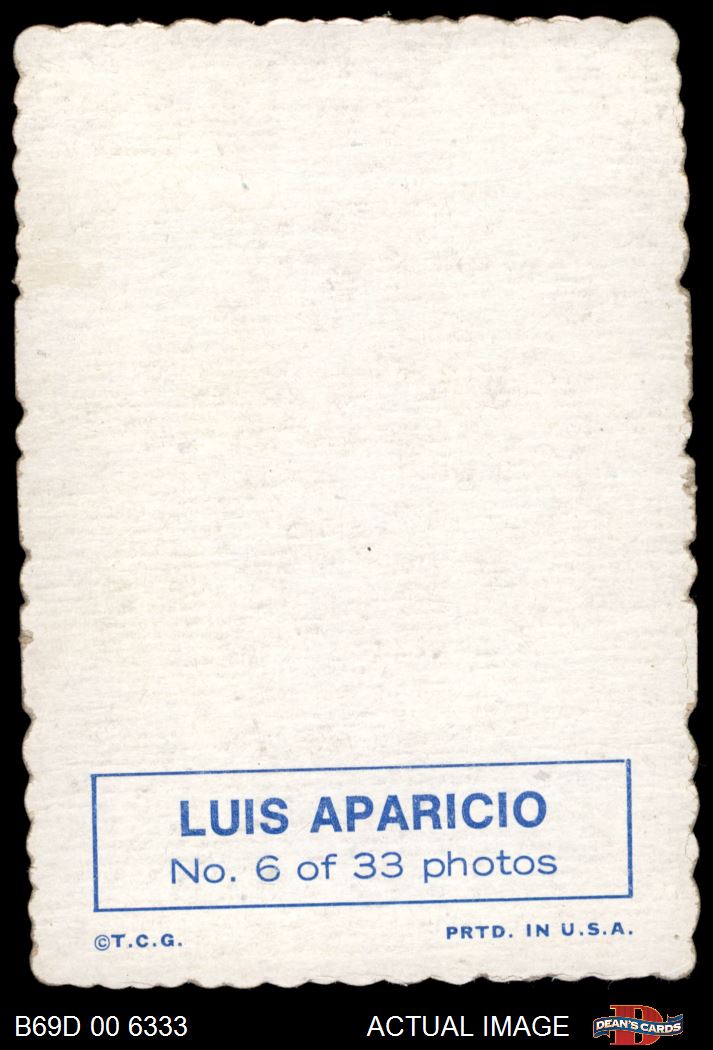 LUIS APARICIO
No. 6 of 33 photos
©T.C.G.
PRTD. IN U.S.A.
B69D 00 6333
ACTUAL IMAGE
D
DEAN'S CARDS